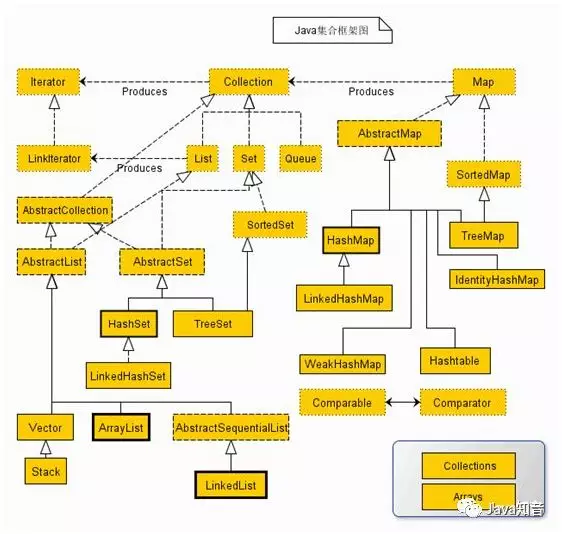 Java集合框架图
Iterator
Produces
Collection
Produces
Map
AbstractMap
LinkIterator
Produces
List
Set
Queue
SortedMap
AbstractCollection
SortedSet
HashMap
TreeMap
AbstractList
AbstractSet
IdentityHashMap
LinkedHashMap
HashSet
TreeSet
WeakHashMap
Hashtable
LinkedHashSet
Comparable
Comparator
Vector
ArrayList
AbstractSequentialList
Stack
LinkedList
Collections
Arrays
Java知音